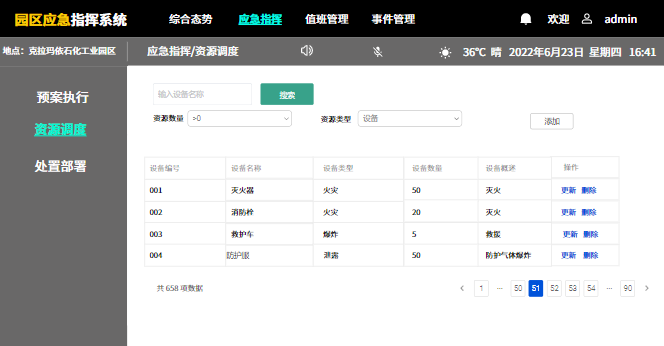 园区应急指挥系统 综合态势 应急指挥 值班管理 事件管理 欢迎 admin
地点：克拉玛依石化工业园区 应急指挥/资源调度 36℃ 晴 2022年6月23日 星期四 16:41
预案执行
资源调度
处置部署
输入设备名称 搜索
资源数量 >0 资源类型 设备 添加
设备编号 设备名称 设备类型 设备数量 设备概述 操作
001 灭火器 火灾 50 灭火 更新 删除
002 消防栓 火灾 20 灭火 更新 删除
003 救护车 爆炸 5 救援 更新 删除
004 防护服 泄露 50 防护气体爆炸 更新 删除
共 658 项数据 < 1 ··· 50 51 52 53 54 ··· 90 >